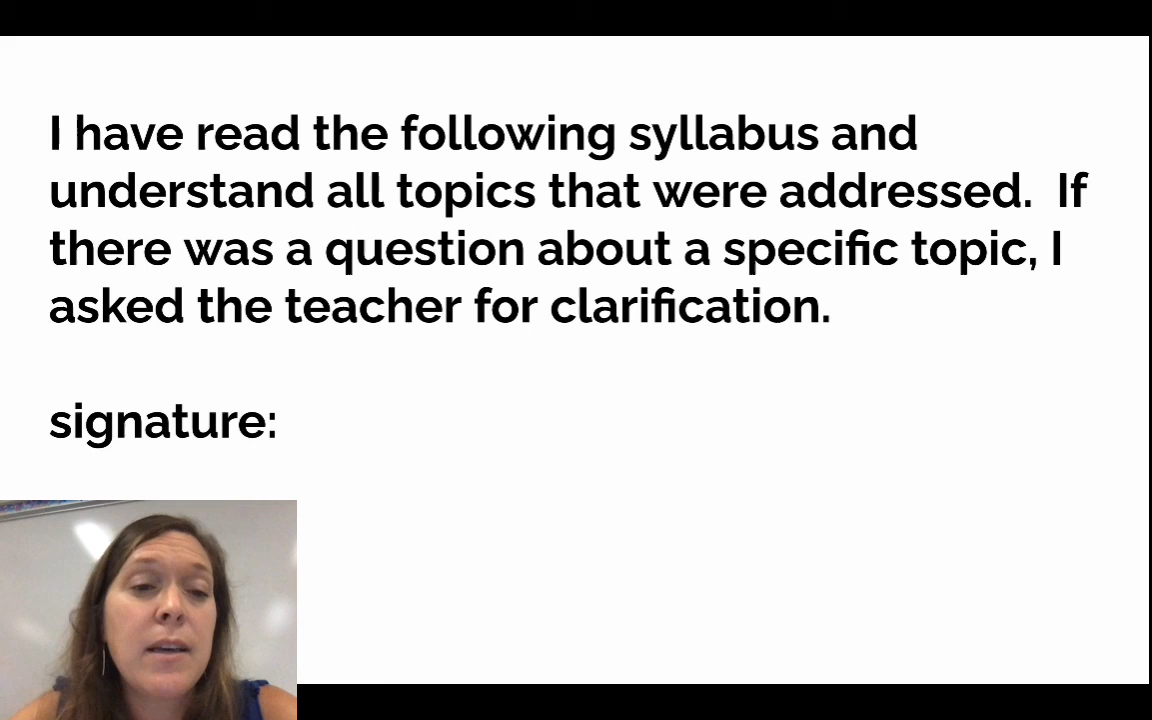 I have read the following syllabus and
understand all topics that were addressed.  If
there was a question about a specific topic, I
asked the teacher for clarification.
signature: